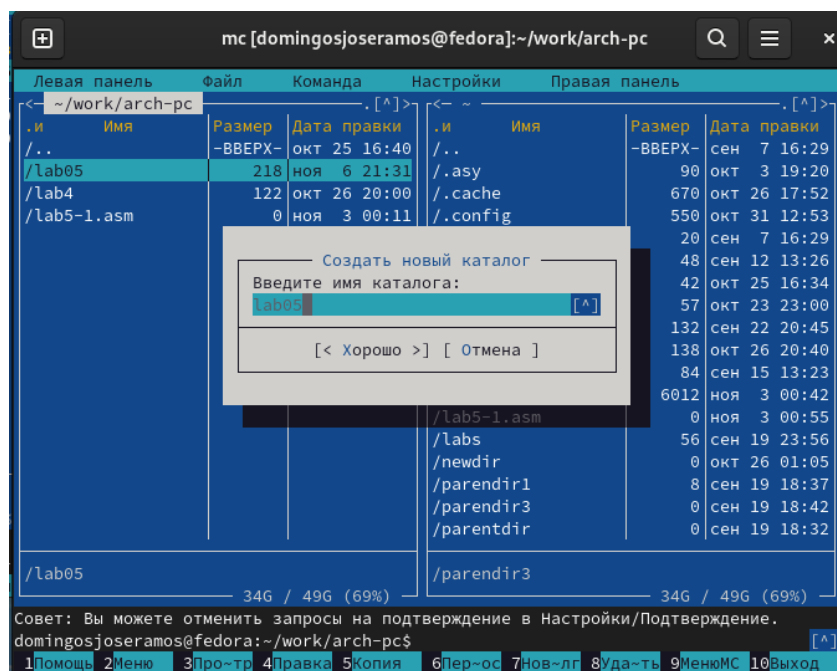 mc [domingosjoseramos@fedora]:~/work/arch-pc
Левая панель Файл Команда Настройки Правая панель
<— ~/work/arch-pc .[^]> <— ~ .[^]>
.и Имя Размер Дата правки .и Имя Размер Дата правки
/.. -ВВЕРХ- окт 25 16:40 /.. -ВВЕРХ- сен 7 16:29
/lab05 218 ноя 6 21:31 /.asy 90 окт 3 19:20
/lab4 122 окт 26 20:00 /.cache 670 окт 26 17:52
/lab5-1.asm 0 ноя 3 00:11 /.config 550 окт 31 12:53
20 сен 7 16:29
Создать новый каталог 48 сен 12 13:26
Введите имя каталога: 42 окт 25 16:34
lab05 [^] 57 окт 23 23:00
132 сен 22 20:45
[< Хорошо >] [ Отмена ] 138 окт 26 20:40
84 сен 15 13:23
6012 ноя 3 00:42
/lab5-1.asm 0 ноя 3 00:55
/labs 56 сен 19 23:56
/newdir 0 окт 26 01:05
/parendir1 8 сен 19 18:37
/parendir3 0 сен 19 18:42
/parentdir 0 сен 19 18:32
/lab05 /parendir3
34G / 49G (69%) 34G / 49G (69%)
Совет: Вы можете отменить запросы на подтверждение в Настройки/Подтверждение.
domingosjoseramos@fedora:~/work/arch-pc$ [^]
1Помощь 2Меню 3Про~тр 4Правка 5Копия 6Пер~ос 7Нов~лг 8Уда~ть 9МенюМС 10Выход